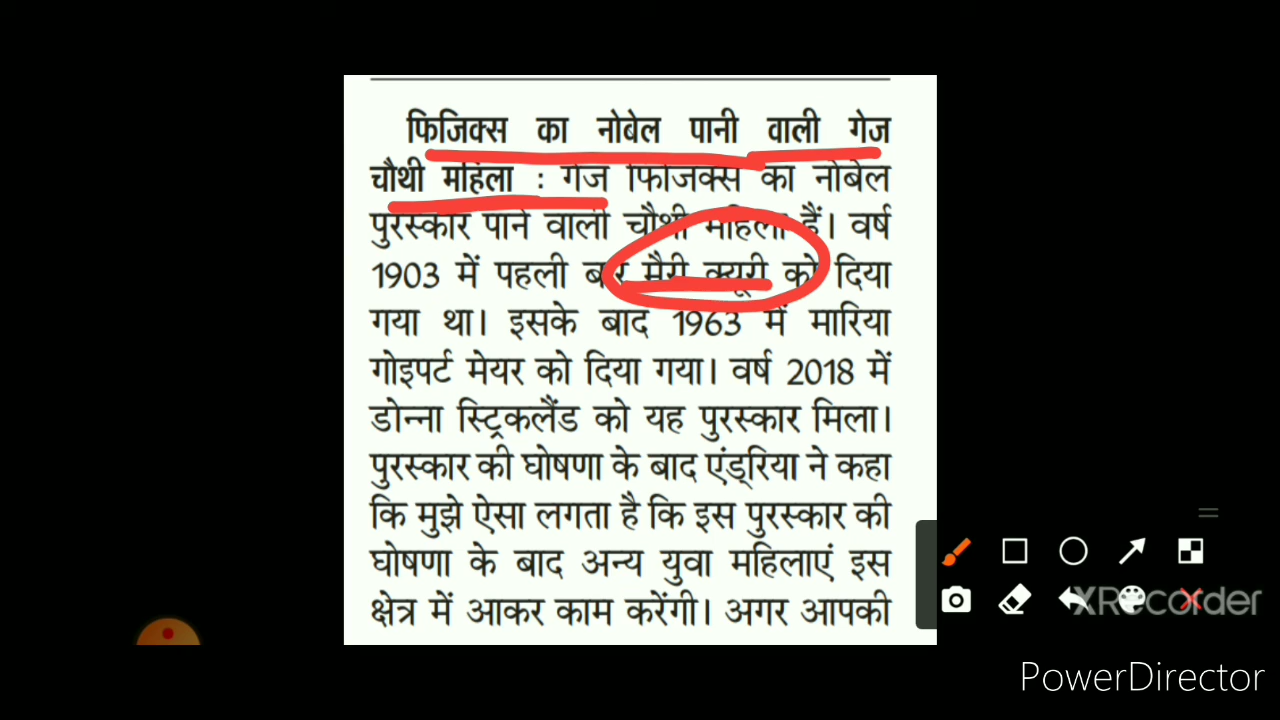 फिजिक्स का नोबेल पानी वाली गेज
चौथी महिला : गेज फिजिक्स का नोबेल
पुरस्कार पाने वाली चौथी महिला हैं। वर्ष
1903 में पहली बार मैरी क्यूरी को दिया
गया था। इसके बाद 1963 में मारिया
गोइपर्ट मेयर को दिया गया। वर्ष 2018 में
डोन्ना स्ट्रिकलैंड को यह पुरस्कार मिला।
पुरस्कार की घोषणा के बाद एंड्रिया ने कहा
कि मुझे ऐसा लगता है कि इस पुरस्कार की
घोषणा के बाद अन्य युवा महिलाएं इस
क्षेत्र में आकर काम करेंगी। अगर आपकी
XRecorder
PowerDirector